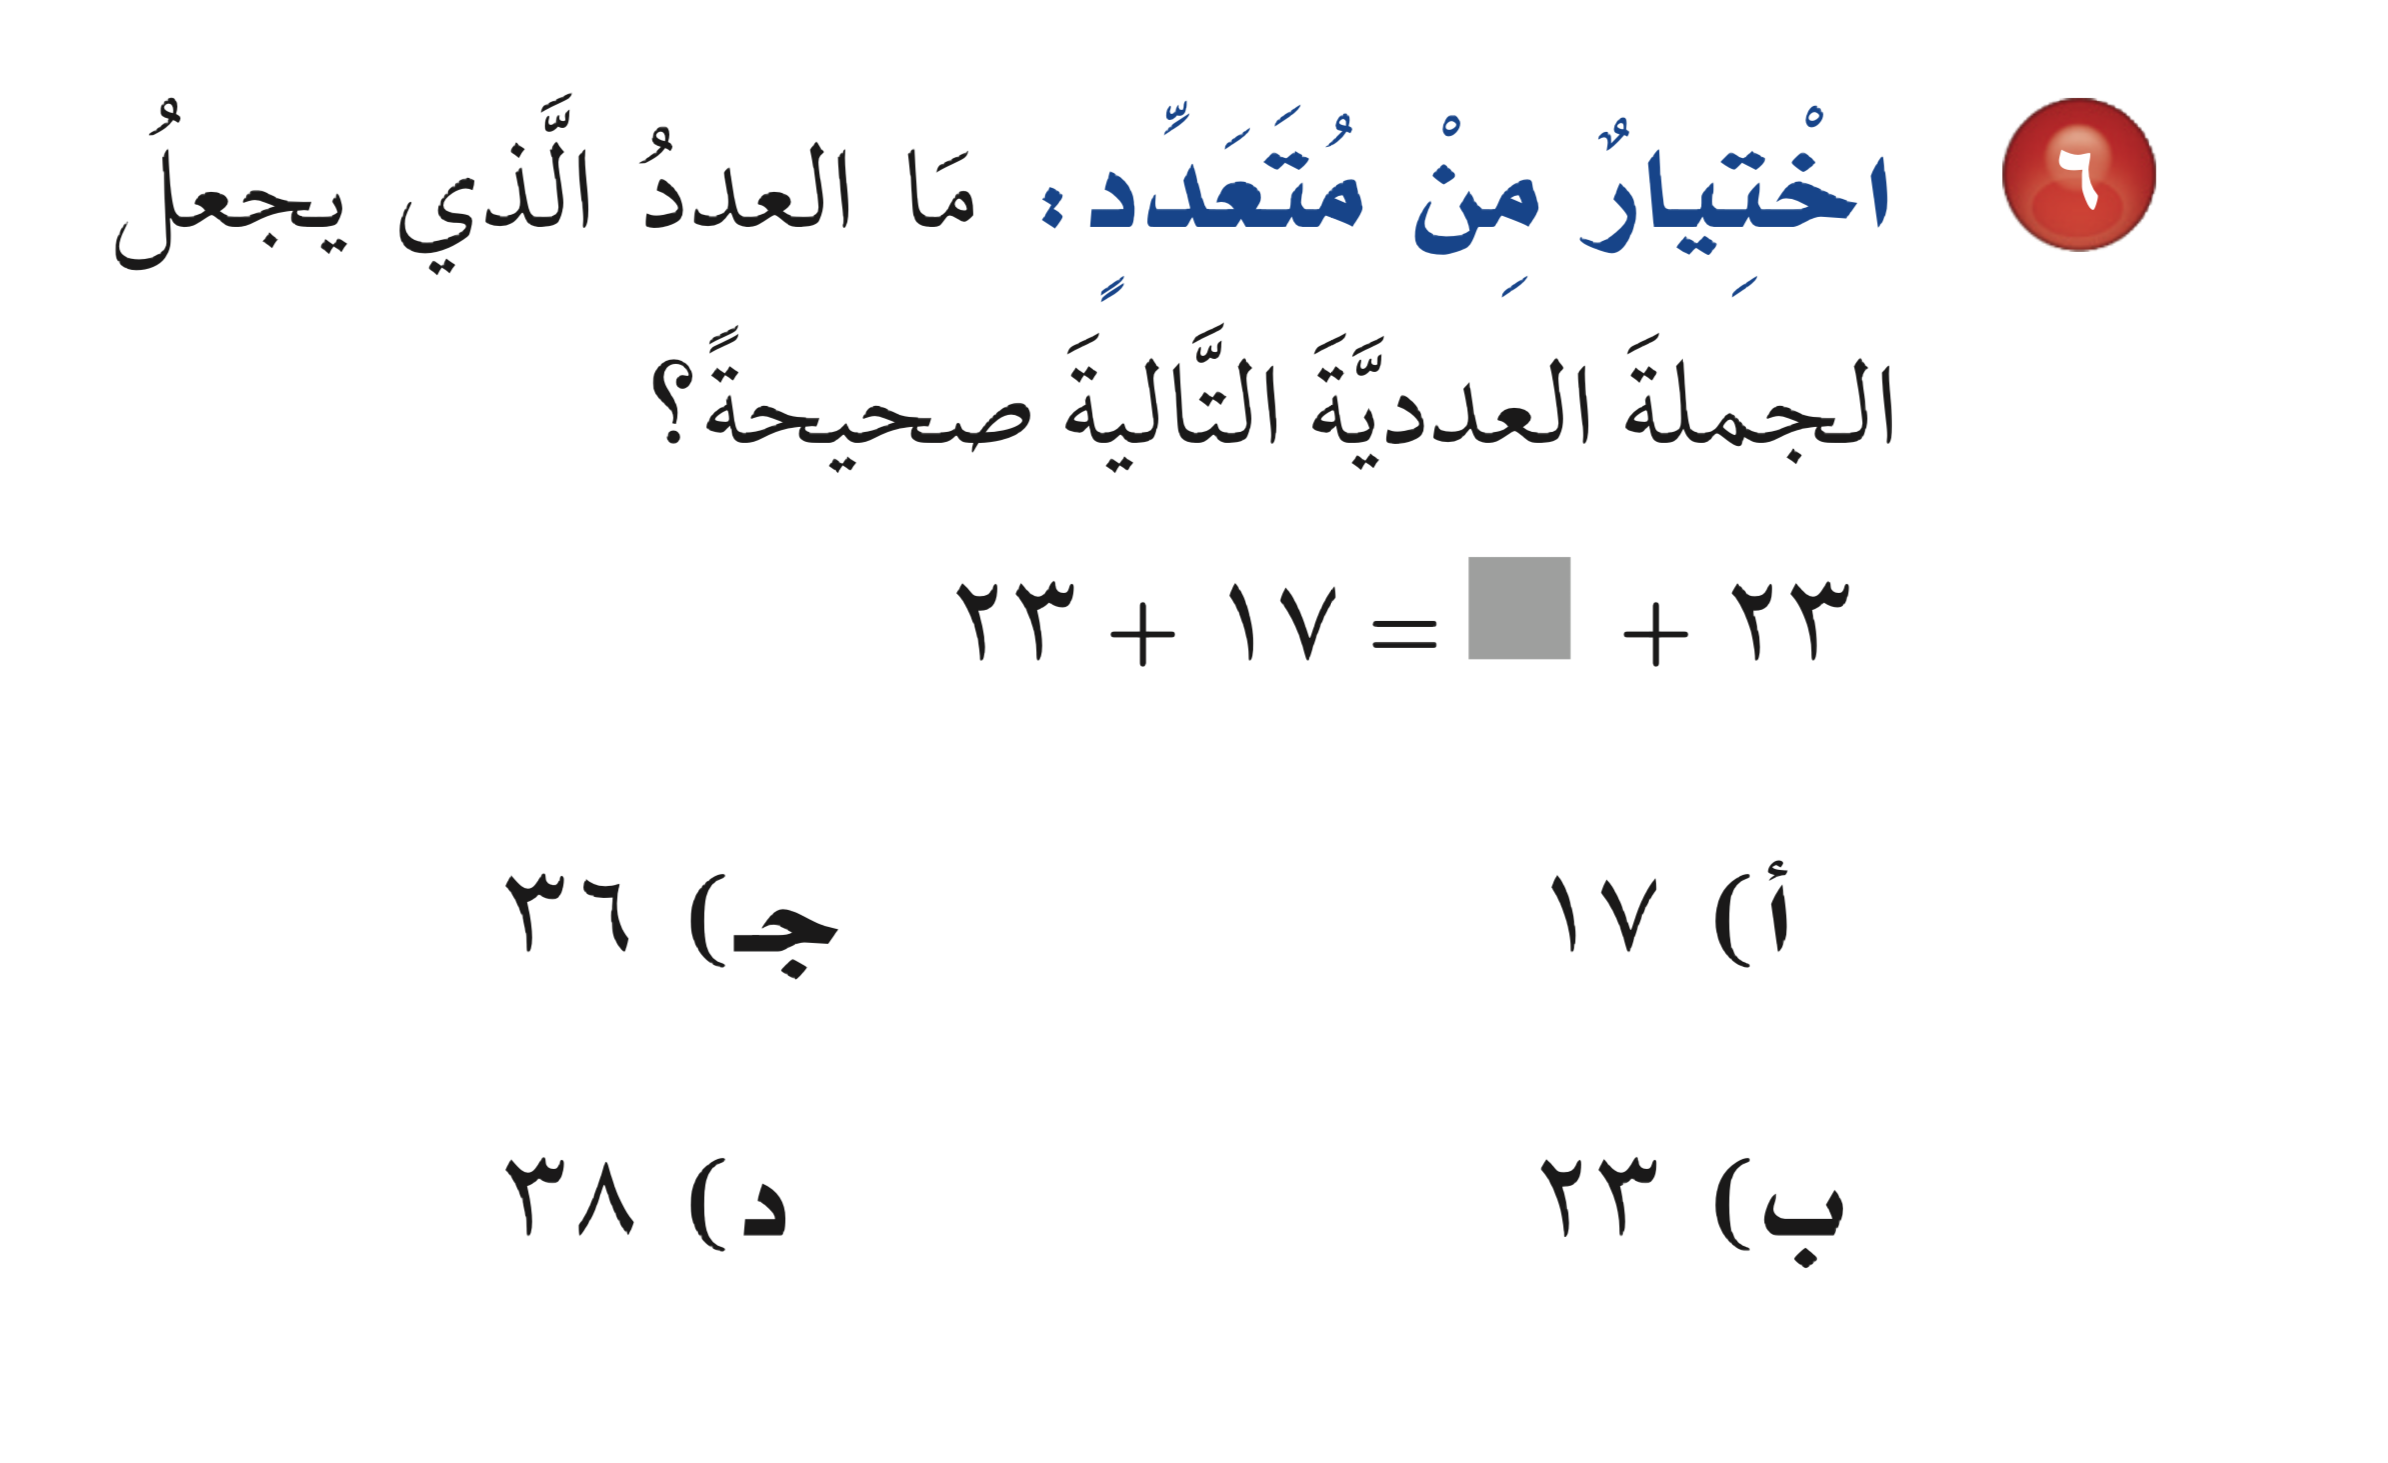 ٦ اخْتِيارٌ مِنْ مُتَعَدِّدٍ: مَا العددُ الَّذي يجعلُ
الجملةَ العدديَّةَ التَّاليةَ صحيحةً؟
٢٣ + = ١٧ + ٢٣
أ) ١٧ جـ) ٣٦
ب) ٢٣ د) ٣٨